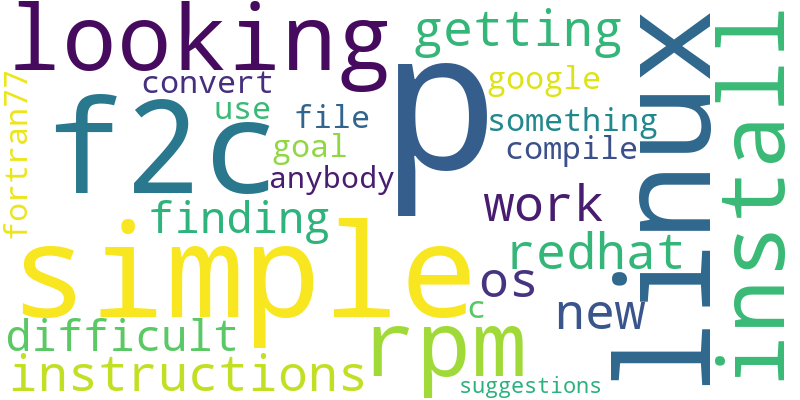 looking
getting
p
linux
install
convert
google
fortran77
f2c
use
file
something
goal
compile
anybody
work
finding
simple
redhat
os
c
new
difficult
rpm
instructions
suggestions